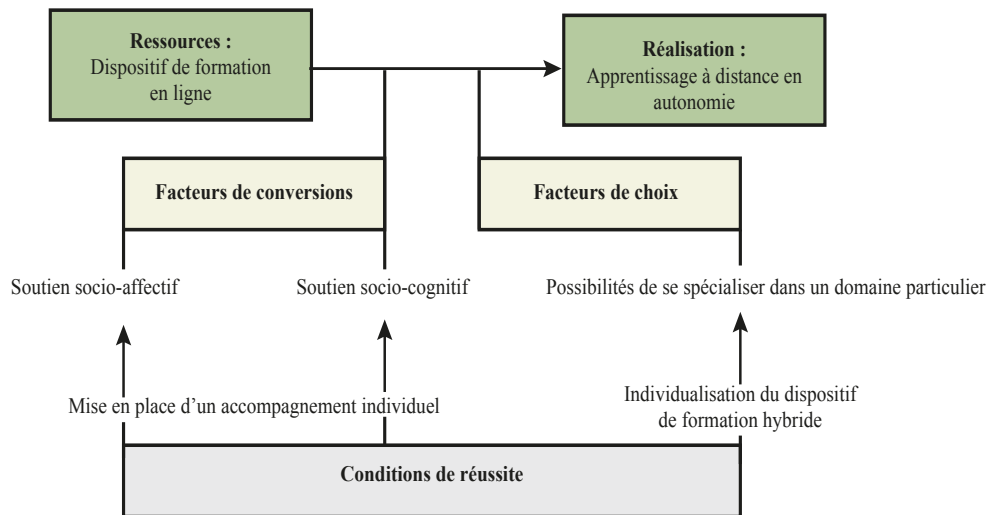 Ressources :
Dispositif de formation
en ligne
Réalisation :
Apprentissage à distance en
autonomie
Facteurs de conversions
Facteurs de choix
Soutien socio-affectif
Soutien socio-cognitif
Possibilités de se spécialiser dans un domaine particulier
Mise en place d’un accompagnement individuel
Individualisation du dispositif
de formation hybride
Conditions de réussite